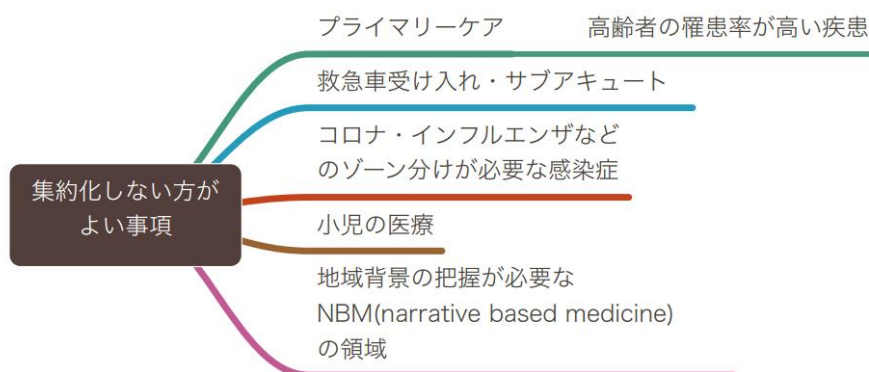 プライマリーケア
高齢者の罹患率が高い疾患
救急車受け入れ・サブアキュート
コロナ・インフルエンザなど
のゾーン分けが必要な感染症
集約化しない方が
よい事項
小児の医療
地域背景の把握が必要な
NBM(narrative based medicine)
の領域